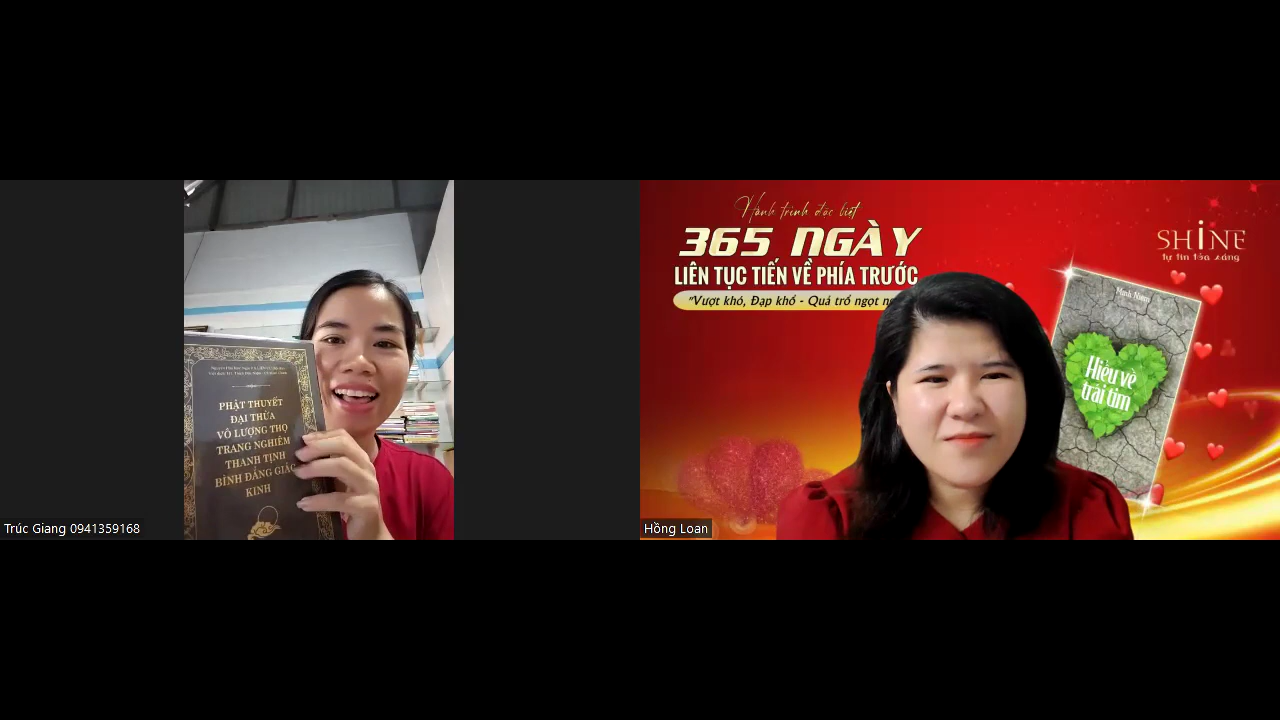 PHẬT THUYẾT
ĐẠI THỪA
VÔ LƯỢNG THỌ
TRANG NGHIÊM
THANH TỊNH
BÌNH ĐẲNG GIÁC
KINH
Trúc Giang 0941359168
Hành trình đặc biệt
365 NGÀY
LIÊN TỤC TIẾN VỀ PHÍA TRƯỚC
"Vượt khó, Đạp khổ - Quả trổ ngọt
SHINE
tự tin tỏa sáng
Minh Niệm
Hiểu về
trái tim
Hồng Loan